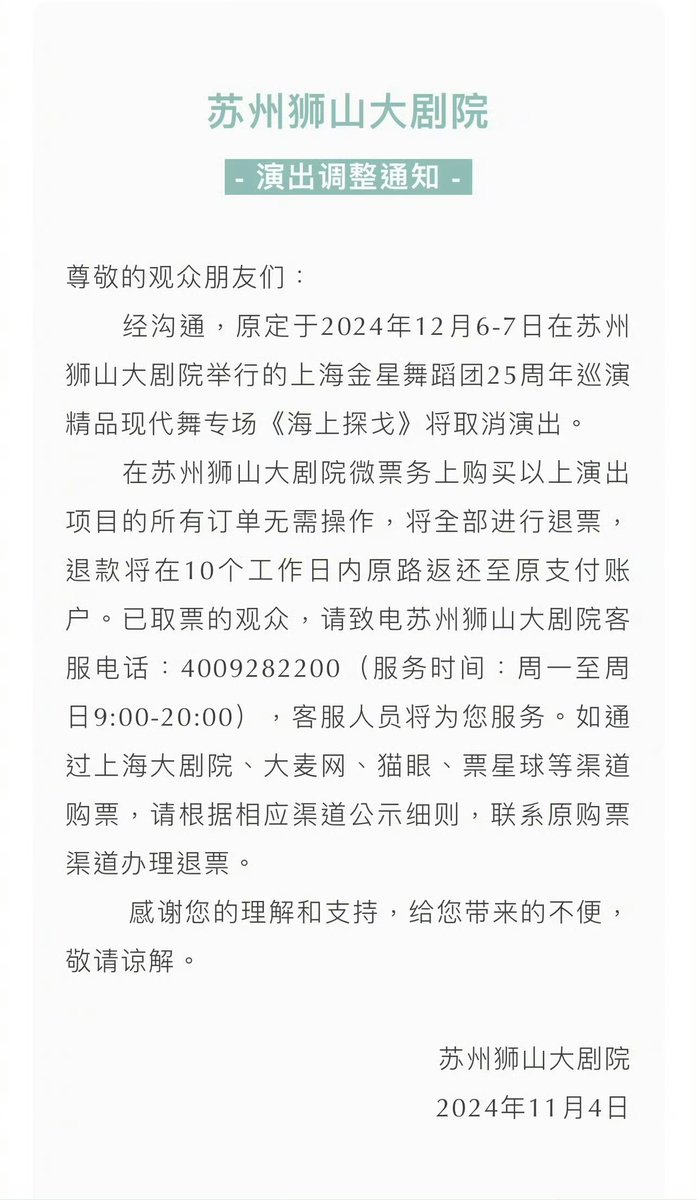 苏州狮山大剧院
- 演出调整通知 -
尊敬的观众朋友们：
经沟通，原定于2024年12月6-7日在苏州
狮山大剧院举行的上海金星舞蹈团25周年巡演
精品现代舞专场《海上探戈》将取消演出。
在苏州狮山大剧院微票务上购买以上演出
项目的所有订单无需操作，将全部进行退票，
退款将在10个工作日内原路返还至原支付账
户。已取票的观众，请致电苏州狮山大剧院客
服电话：4009282200（服务时间：周一至周
日9:00-20:00），客服人员将为您服务。如通
过上海大剧院、大麦网、猫眼、票星球等渠道
购票，请根据相应渠道公示细则，联系原购票
渠道办理退票。
感谢您的理解和支持，给您带来的不便，
敬请谅解。
苏州狮山大剧院
2024年11月4日